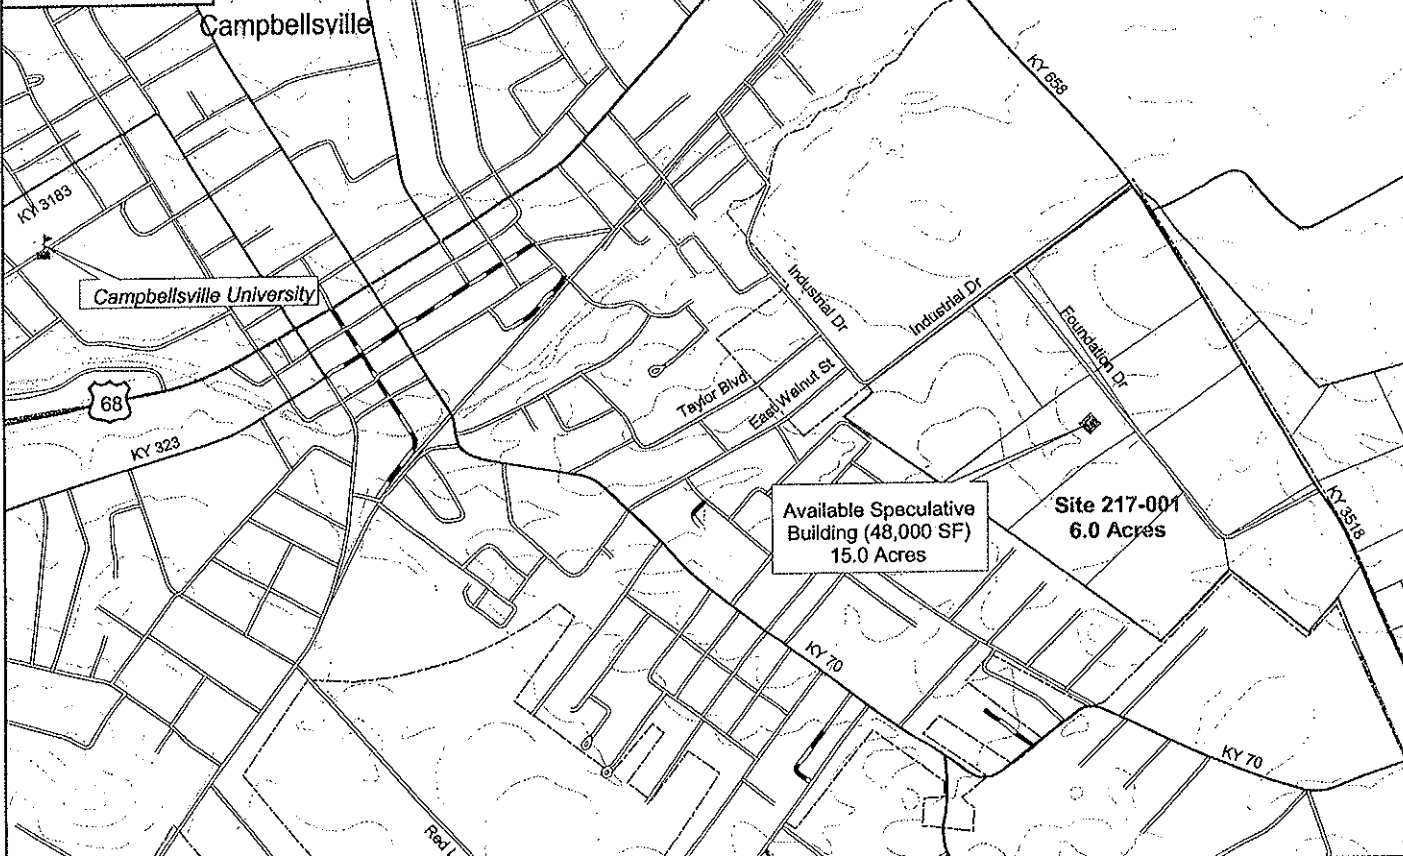 Campbellsville
KY 658
KY 3183
Campbellsville University
Industrial Dr
Industrial Dr
Foundation Dr
68
Taylor Blvd
East Walnut St
KY 323
Available Speculative
Building (48,000 SF)
15.0 Acres
Site 217-001
6.0 Acres
KY 3518
KY 70
KY 70
Red